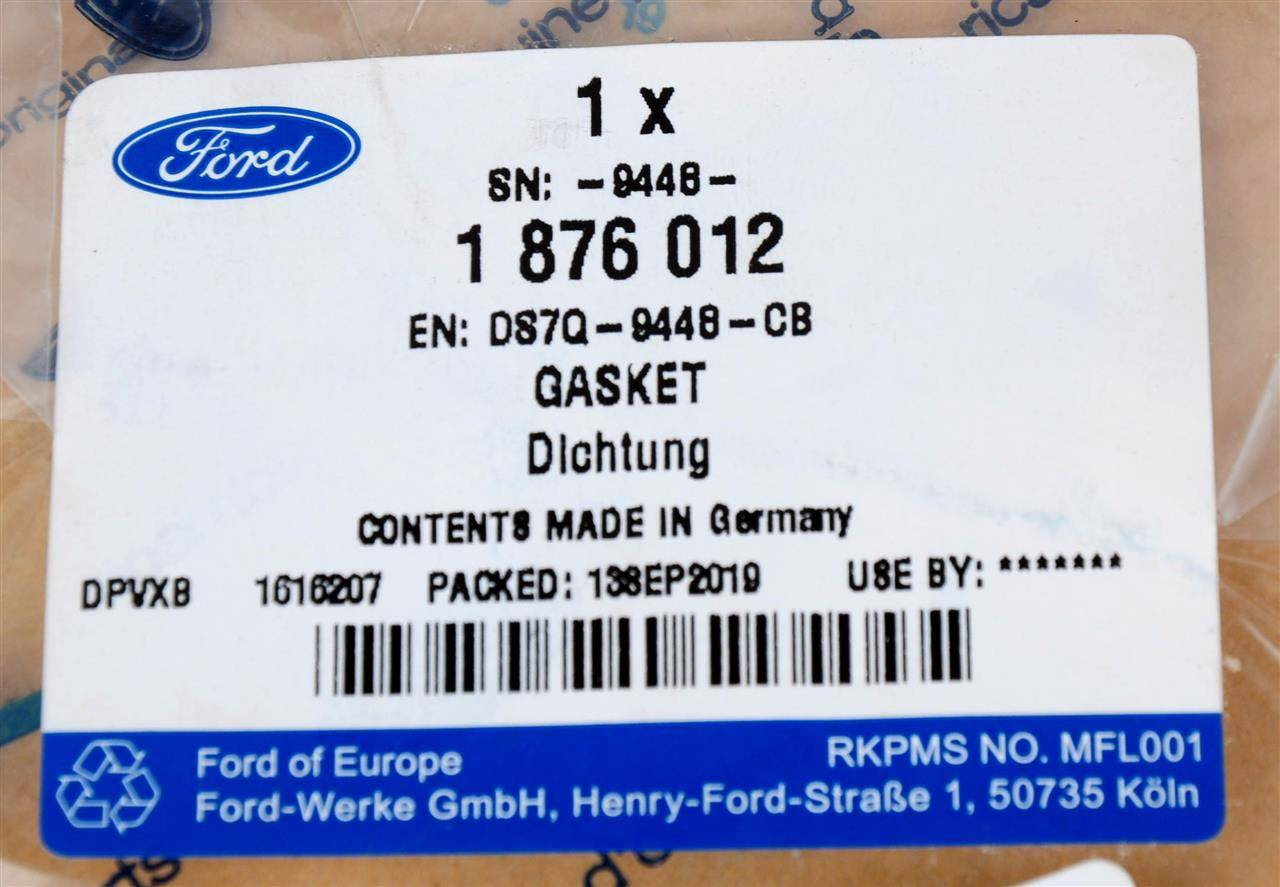 Ford
1 x
SN: -9448-
1 876 012
EN: DS7Q-9448-CB
GASKET
Dichtung
CONTENTS MADE IN Germany
DPVXB 1616207 PACKED: 13SEP2019 USE BY: *******
Ford of Europe
RKPMS NO. MFL001
Ford-Werke GmbH, Henry-Ford-Straße 1, 50735 Köln